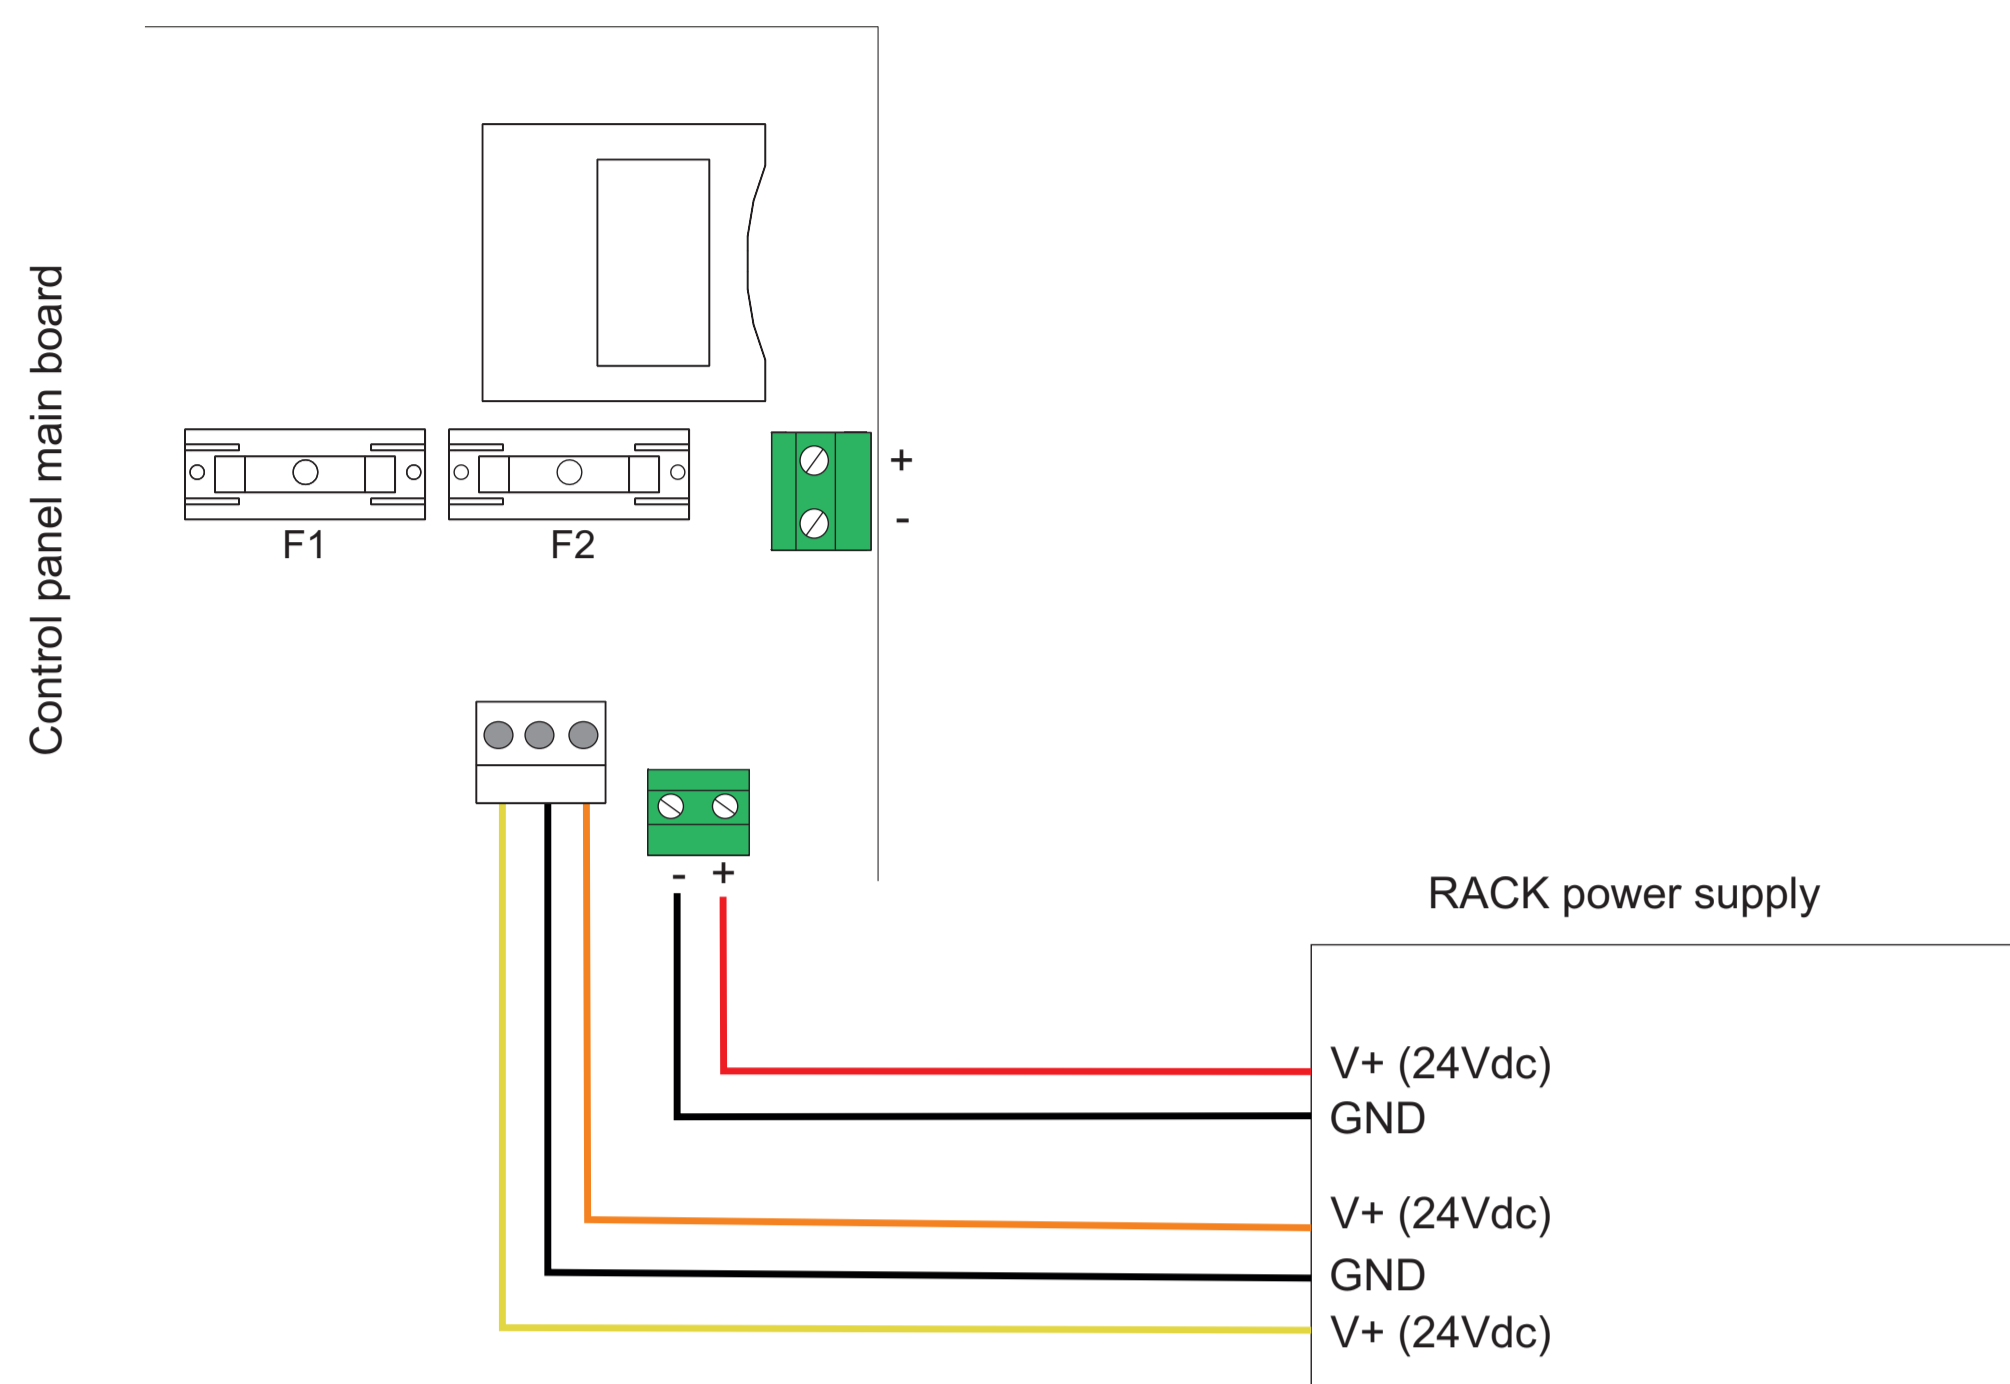 Control panel main board
F1
F2
+
-
- +
RACK power supply
V+ (24Vdc)
GND
V+ (24Vdc)
GND
V+ (24Vdc)